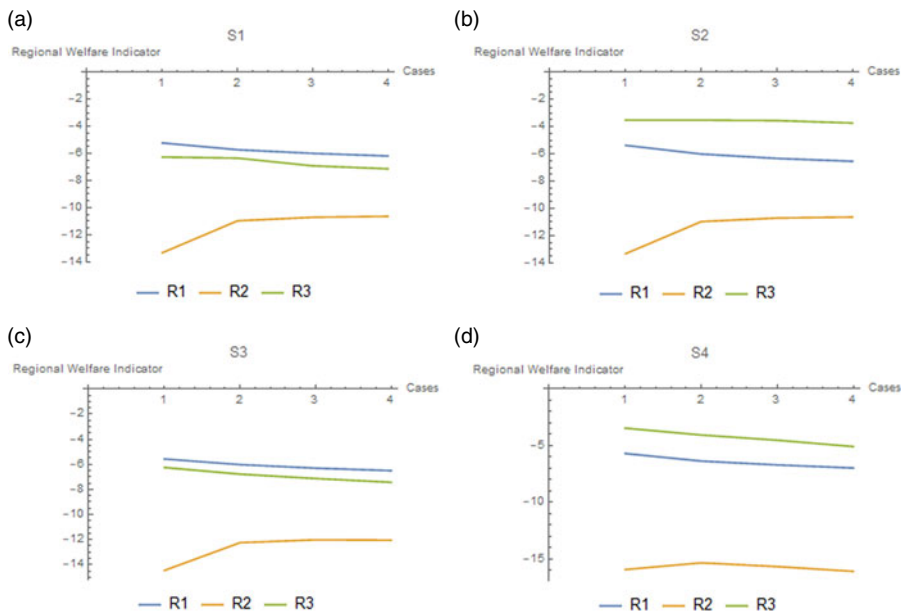 (a)
S1
Regional Welfare Indicator
Cases
1 2 3 4
−2
−4
−6
−8
−10
−12
−14
R1 R2 R3
(b)
S2
Regional Welfare Indicator
Cases
1 2 3 4
−2
−4
−6
−8
−10
−12
−14
R1 R2 R3
(c)
S3
Regional Welfare Indicator
Cases
1 2 3 4
−2
−4
−6
−8
−10
−12
−14
R1 R2 R3
(d)
S4
Regional Welfare Indicator
Cases
1 2 3 4
−5
−10
−15
R1 R2 R3